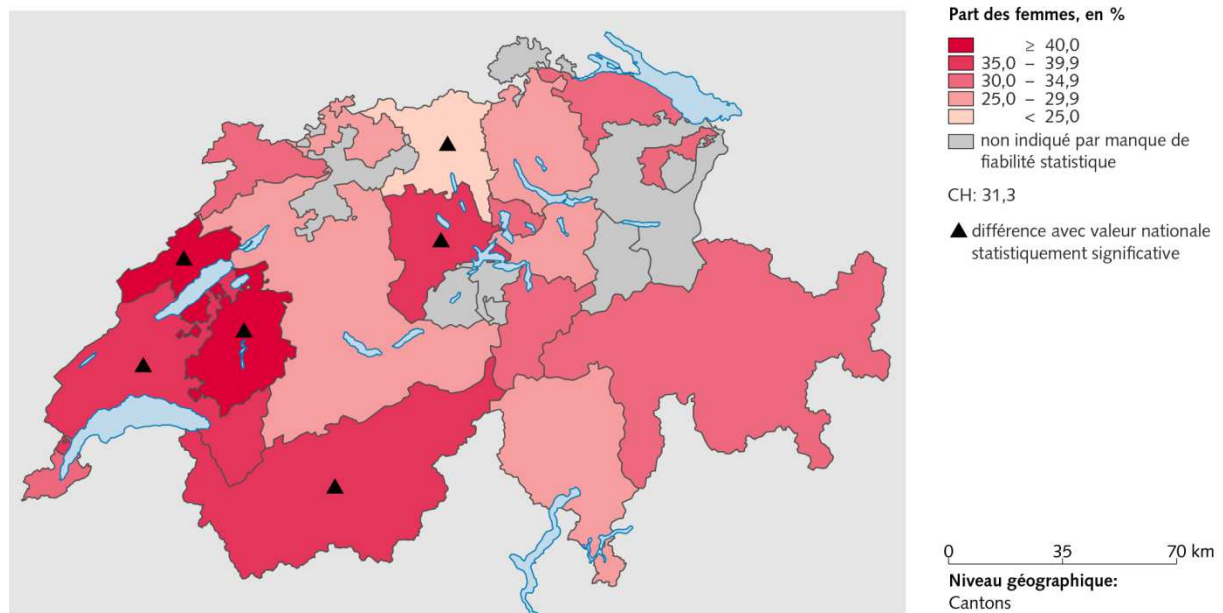 Part des femmes, en %
≥ 40,0
35,0 – 39,9
30,0 – 34,9
25,0 – 29,9
< 25,0
non indiqué par manque de
fiabilité statistique
CH: 31,3
différence avec valeur nationale
statistiquement significative
0 35 70 km
Niveau géographique:
Cantons